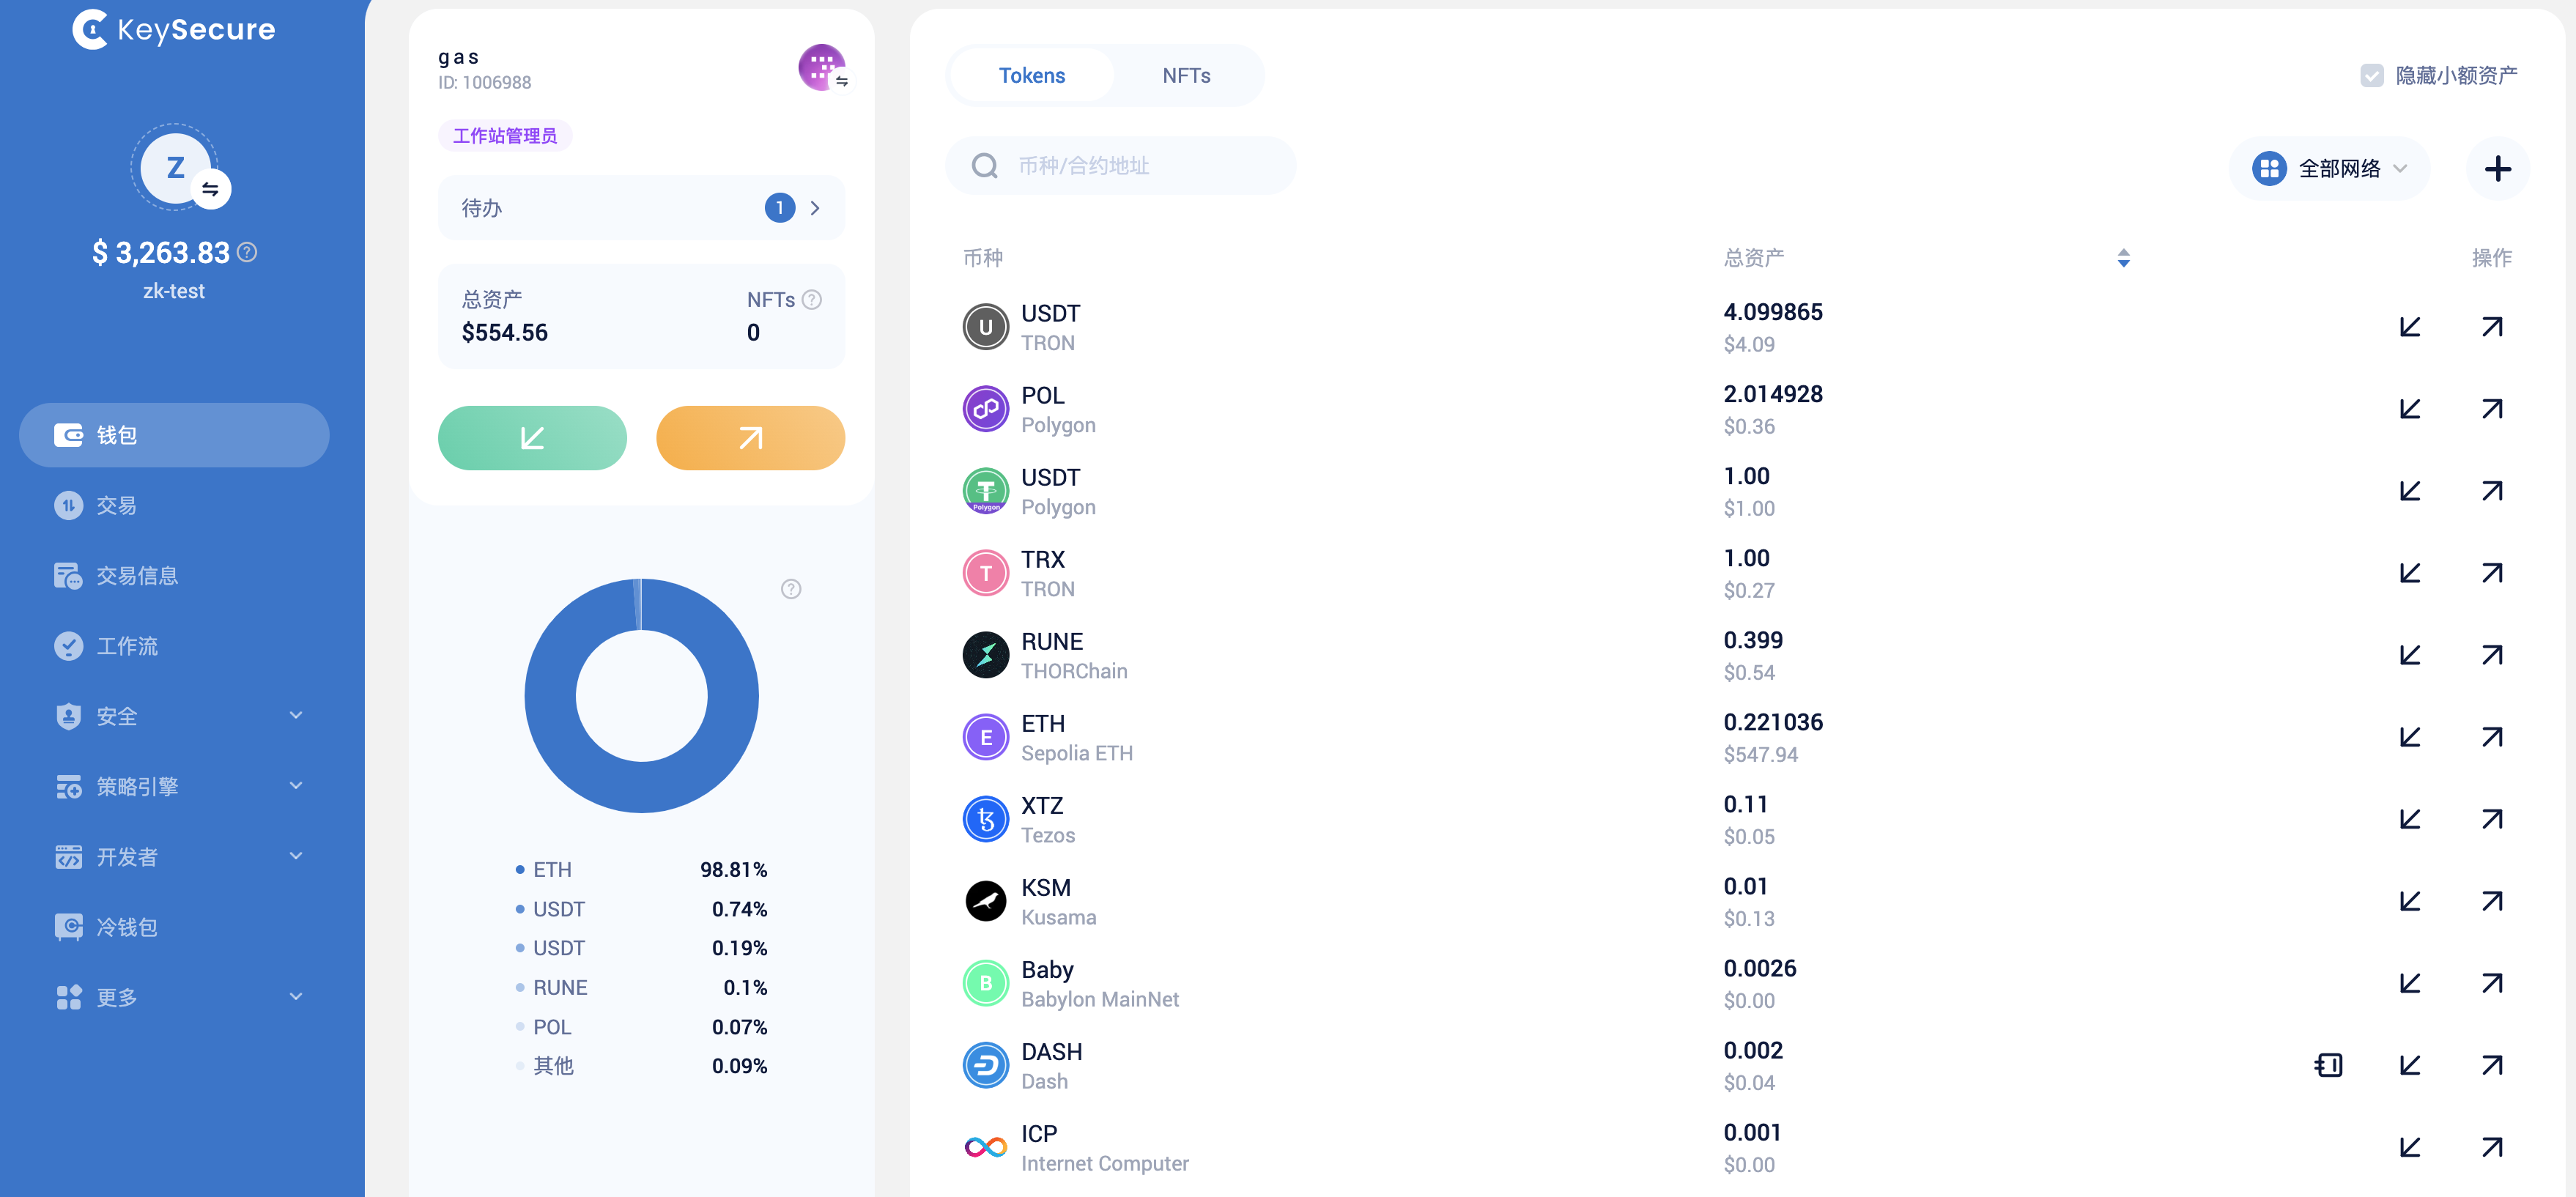 KeySecure
Z
$ 3,263.83
zk-test
钱包
交易
交易信息
工作流
安全
策略引擎
开发者
冷钱包
更多
gas
ID: 1006988
工作站管理员
待办 1
总资产 NFTs
$554.56 0
ETH 98.81%
USDT 0.74%
USDT 0.19%
RUNE 0.1%
POL 0.07%
其他 0.09%
Tokens NFTs
隐藏小额资产
币种/合约地址
全部网络
币种 总资产 操作
U USDT 4.099865
TRON $4.09
POL 2.014928
Polygon $0.36
USDT 1.00
Polygon Polygon $1.00
T TRX 1.00
TRON $0.27
RUNE 0.399
THORChain $0.54
E ETH 0.221036
Sepolia ETH $547.94
XTZ 0.11
Tezos $0.05
KSM 0.01
Kusama $0.13
B Baby 0.0026
Babylon MainNet $0.00
DASH 0.002
Dash $0.04
ICP 0.001
Internet Computer $0.00